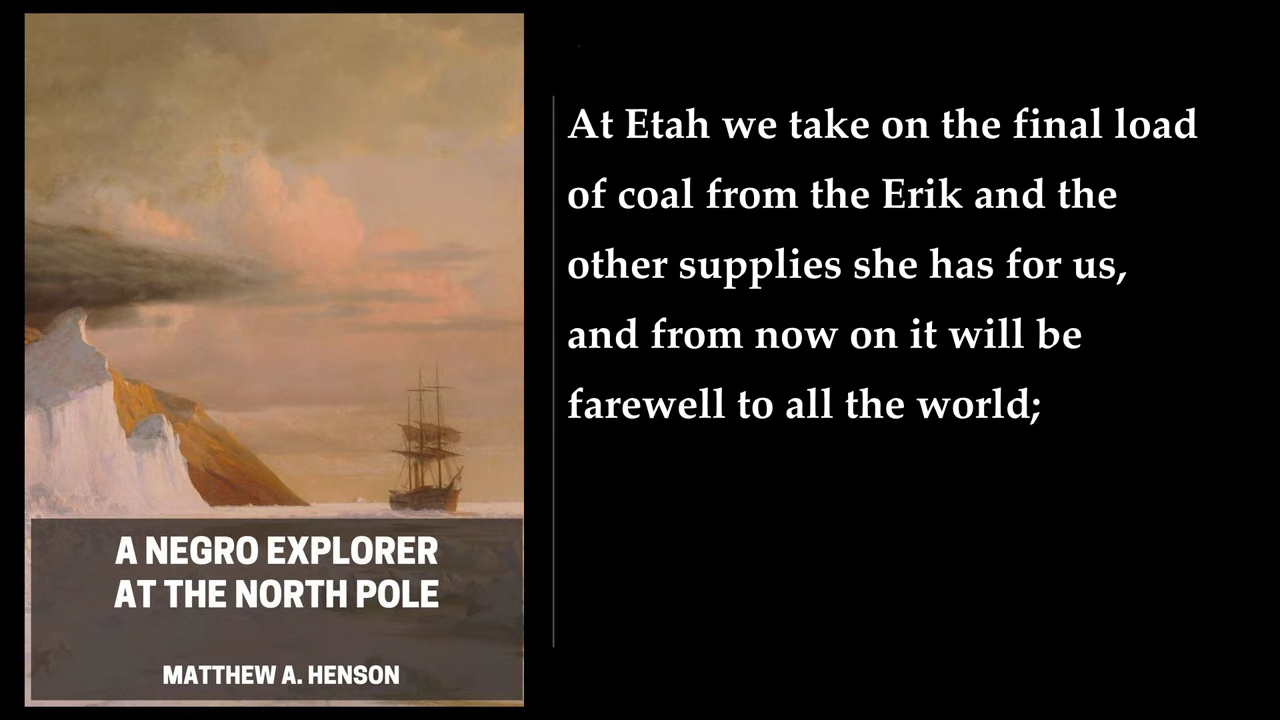 A NEGRO EXPLORER
AT THE NORTH POLE
MATTHEW A. HENSON
At Etah we take on the final load
of coal from the Erik and the
other supplies she has for us,
and from now on it will be
farewell to all the world;